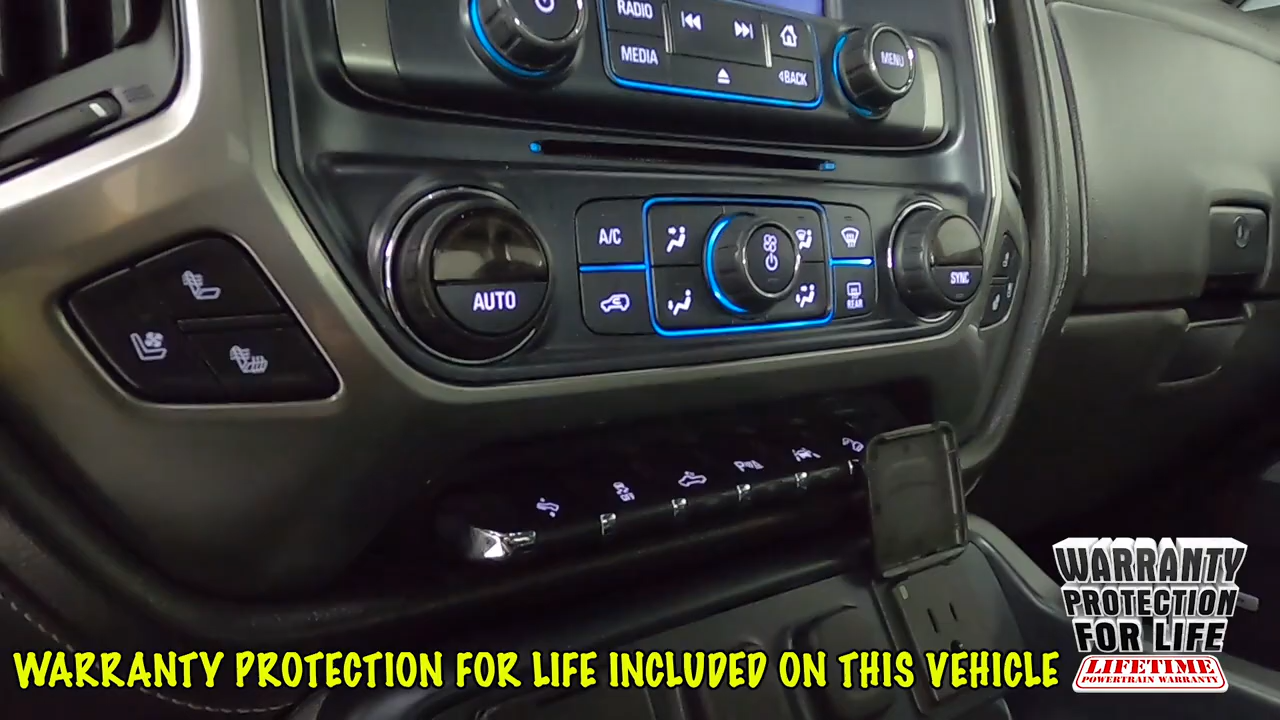 RADIO
MEDIA
BACK
MENU
A/C
AUTO
SYNC
REAR
P
WARRANTY PROTECTION FOR LIFE INCLUDED ON THIS VEHICLE
WARRANTY
PROTECTION
FOR LIFE
LIFETIME
POWERTRAIN WARRANTY